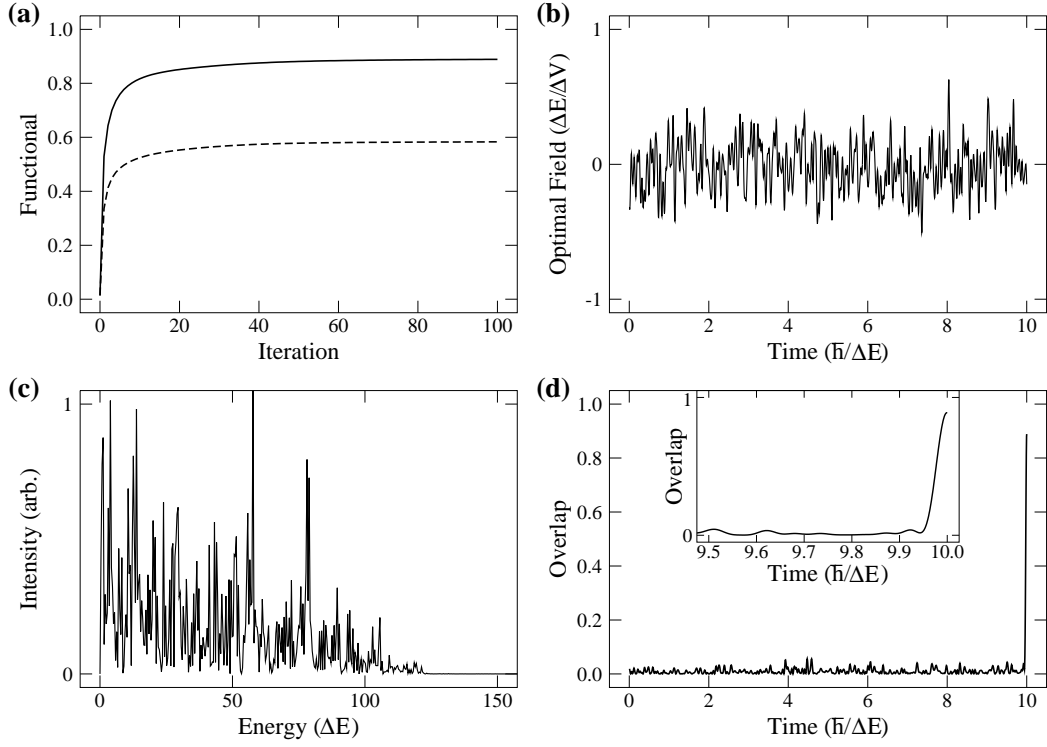 (a)
1.0
0.8
0.6
0.4
0.2
0.0
Functional
0 20 40 60 80 100
Iteration
(b)
1
0
-1
Optimal Field (ΔE/ΔV)
0 2 4 6 8 10
Time (ħ/ΔE)
(c)
1
0
Intensity (arb.)
0 50 100 150
Energy (ΔE)
(d)
1.0
0.8
0.6
0.4
0.2
0.0
Overlap
1
0
Overlap
9.5 9.6 9.7 9.8 9.9 10.0
Time (ħ/ΔE)
0 2 4 6 8 10
Time (ħ/ΔE)